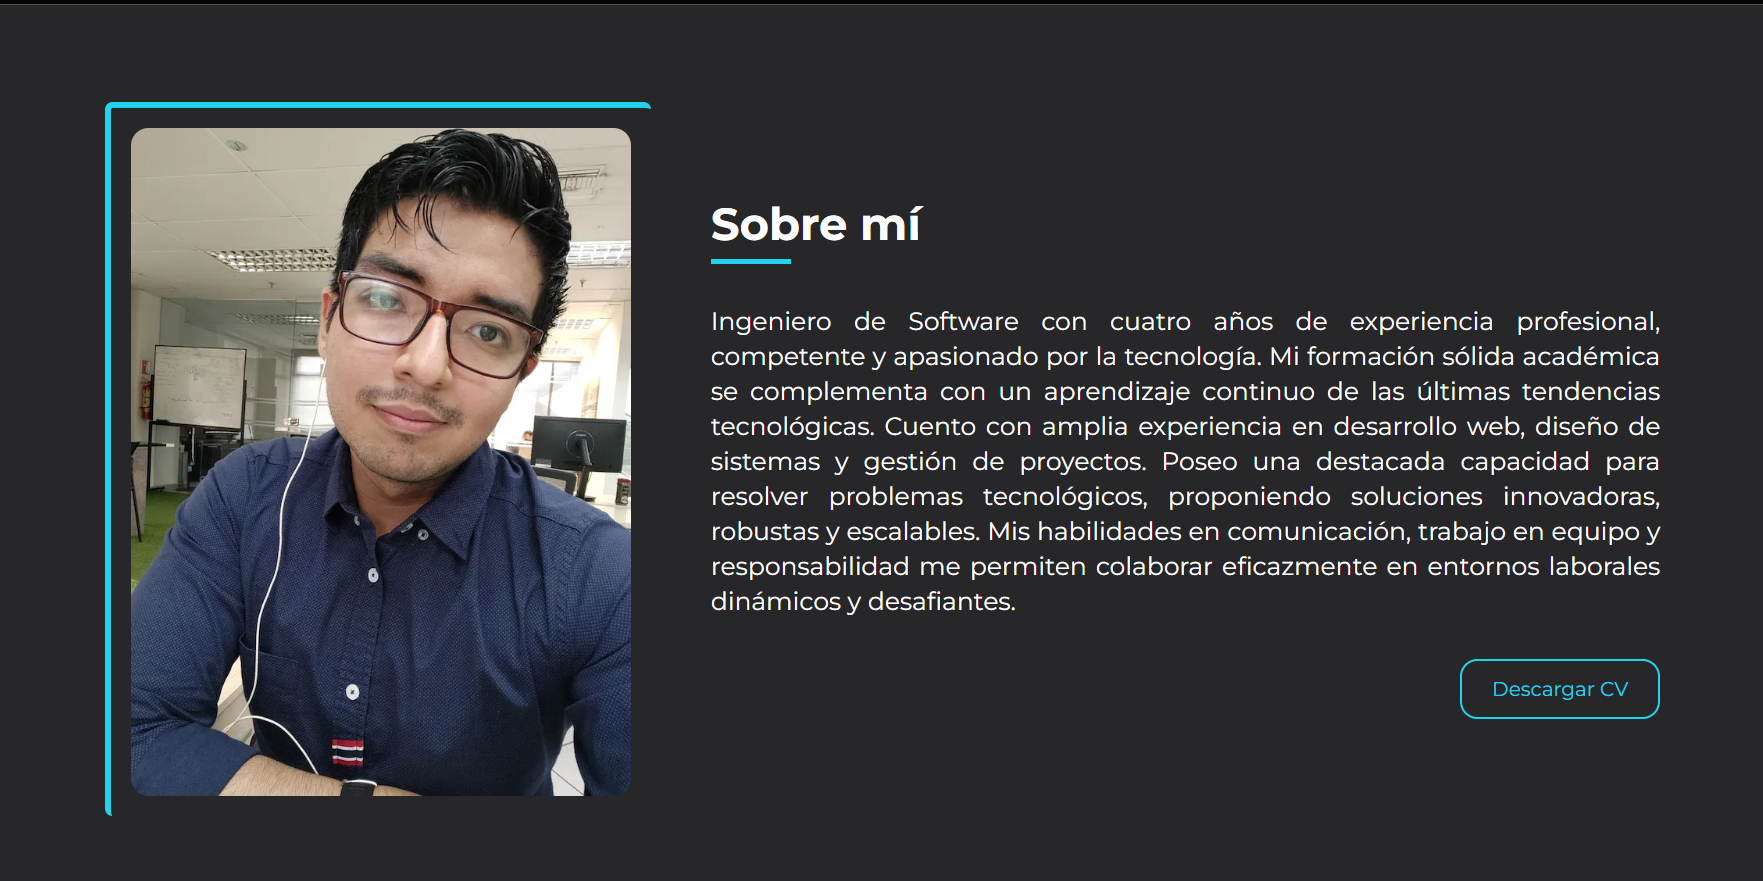 Sobre mí
Ingeniero de Software con cuatro años de experiencia profesional,
competente y apasionado por la tecnología. Mi formación sólida académica
se complementa con un aprendizaje continuo de las últimas tendencias
tecnológicas. Cuento con amplia experiencia en desarrollo web, diseño de
sistemas y gestión de proyectos. Poseo una destacada capacidad para
resolver problemas tecnológicos, proponiendo soluciones innovadoras,
robustas y escalables. Mis habilidades en comunicación, trabajo en equipo y
responsabilidad me permiten colaborar eficazmente en entornos laborales
dinámicos y desafiantes.
Descargar CV